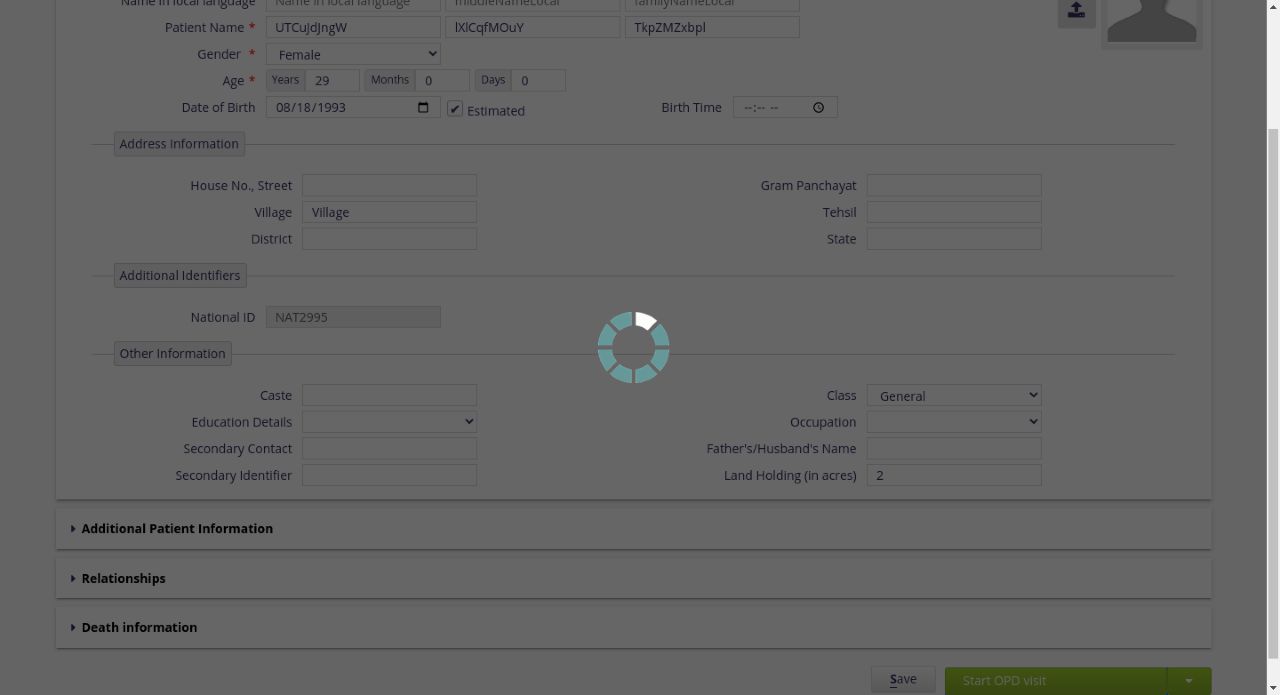 Name in local language Name in local language middleNameLocal familyNameLocal
Patient Name * UTCuJdJngW lXlCqfMOuY TkpZMZxbpl
Gender * Female
Age * Years 29 Months 0 Days 0
Date of Birth 08/18/1993 Estimated Birth Time --:-- --
Address Information
House No., Street Gram Panchayat
Village Village Tehsil
District State
Additional Identifiers
National ID NAT2995
Other Information
Caste Class General
Education Details Occupation
Secondary Contact Father's/Husband's Name
Secondary Identifier Land Holding (in acres) 2
Additional Patient Information
Relationships
Death information
Save Start OPD visit